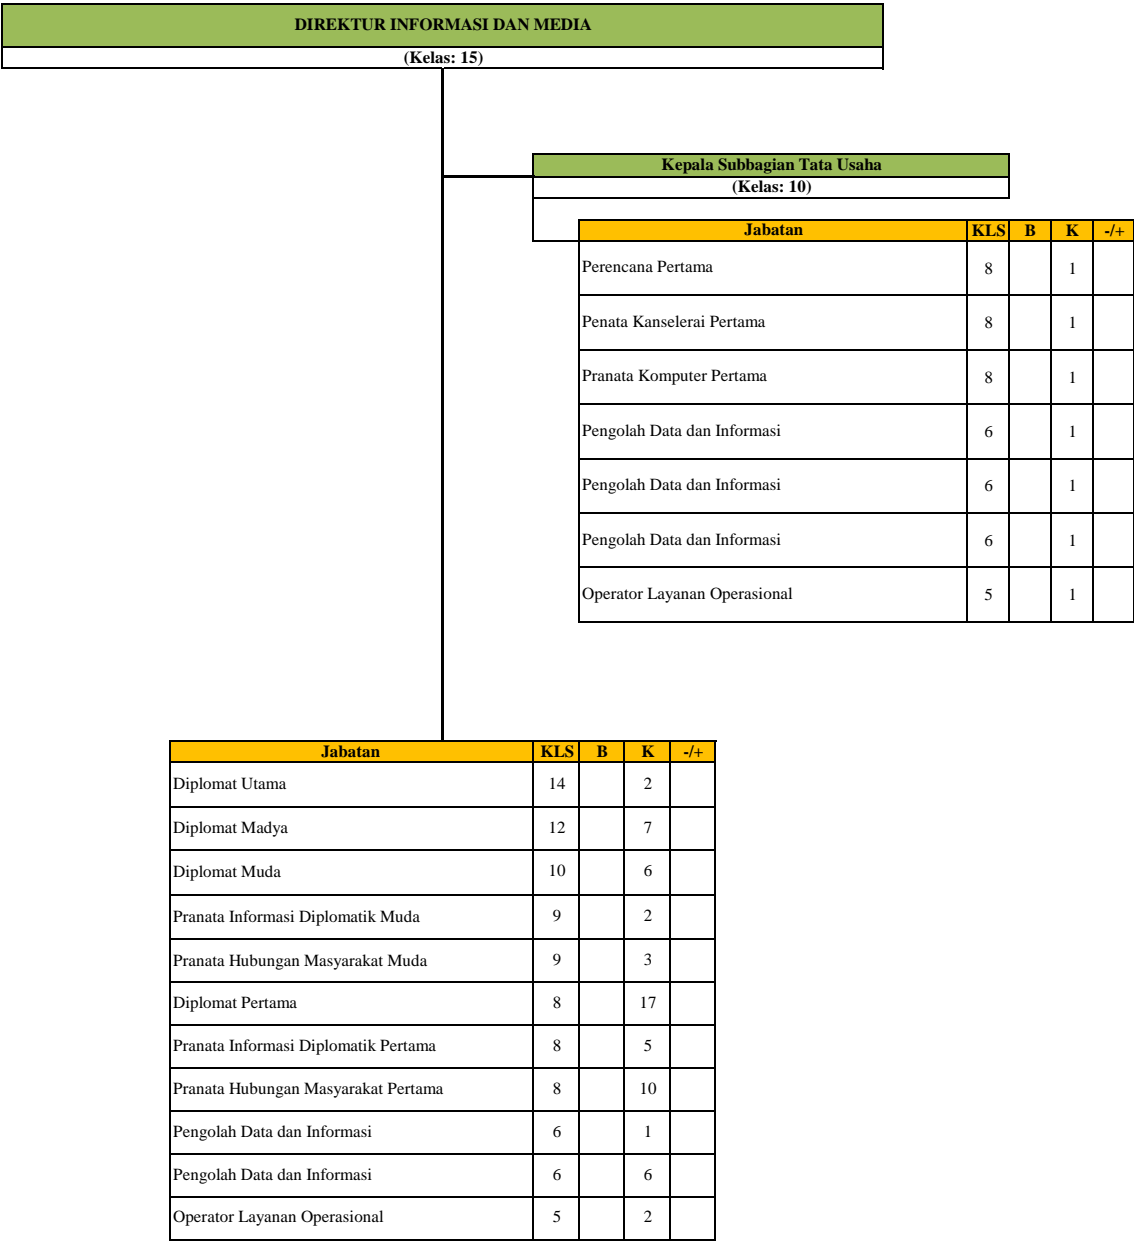 DIREKTUR INFORMASI DAN MEDIA
(Kelas: 15)
Kepala Subbagian Tata Usaha
(Kelas: 10)
Jabatan KLS B K -/+
Perencana Pertama 8 1
Penata Kanselerai Pertama 8 1
Pranata Komputer Pertama 8 1
Pengolah Data dan Informasi 6 1
Pengolah Data dan Informasi 6 1
Pengolah Data dan Informasi 6 1
Operator Layanan Operasional 5 1
Jabatan KLS B K -/+
Diplomat Utama 14 2
Diplomat Madya 12 7
Diplomat Muda 10 6
Pranata Informasi Diplomatik Muda 9 2
Pranata Hubungan Masyarakat Muda 9 3
Diplomat Pertama 8 17
Pranata Informasi Diplomatik Pertama 8 5
Pranata Hubungan Masyarakat Pertama 8 10
Pengolah Data dan Informasi 6 1
Pengolah Data dan Informasi 6 6
Operator Layanan Operasional 5 2